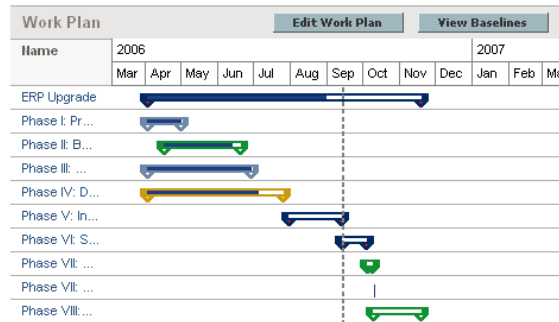 Work Plan Edit Work Plan View Baselines
Name 2006 2007
Mar Apr May Jun Jul Aug Sep Oct Nov Dec Jan Feb Ma
ERP Upgrade
Phase I: Pr...
Phase II: B...
Phase III: ...
Phase IV: D...
Phase V: In...
Phase VI: S...
Phase VII: ...
Phase VII: ...
Phase VIII:...